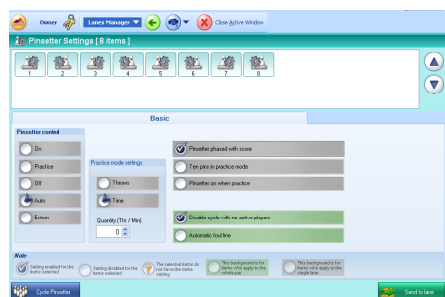 Owner Lanes Manager Close Active Window
Pinsetter Settings [ 8 items ]
1 2 3 4 5 6 7 8
Basic
Pinsetter control
On
Practice
Off
Auto
Extern
Practice mode settings
Throws
Time
Quantity (Thr / Min)
0
Pinsetter phased with score
Ten pins in practice mode
Pinsetter on when practice
Disable cycle with no active players
Automatic foul line
Note
Setting enabled for the items selected
Setting disabled for the items selected
The selected items do not have the same setting
This background is for items who apply to the whole pair
This background is for items who apply to the single lane
Cycle Pinsetter
Send to lane